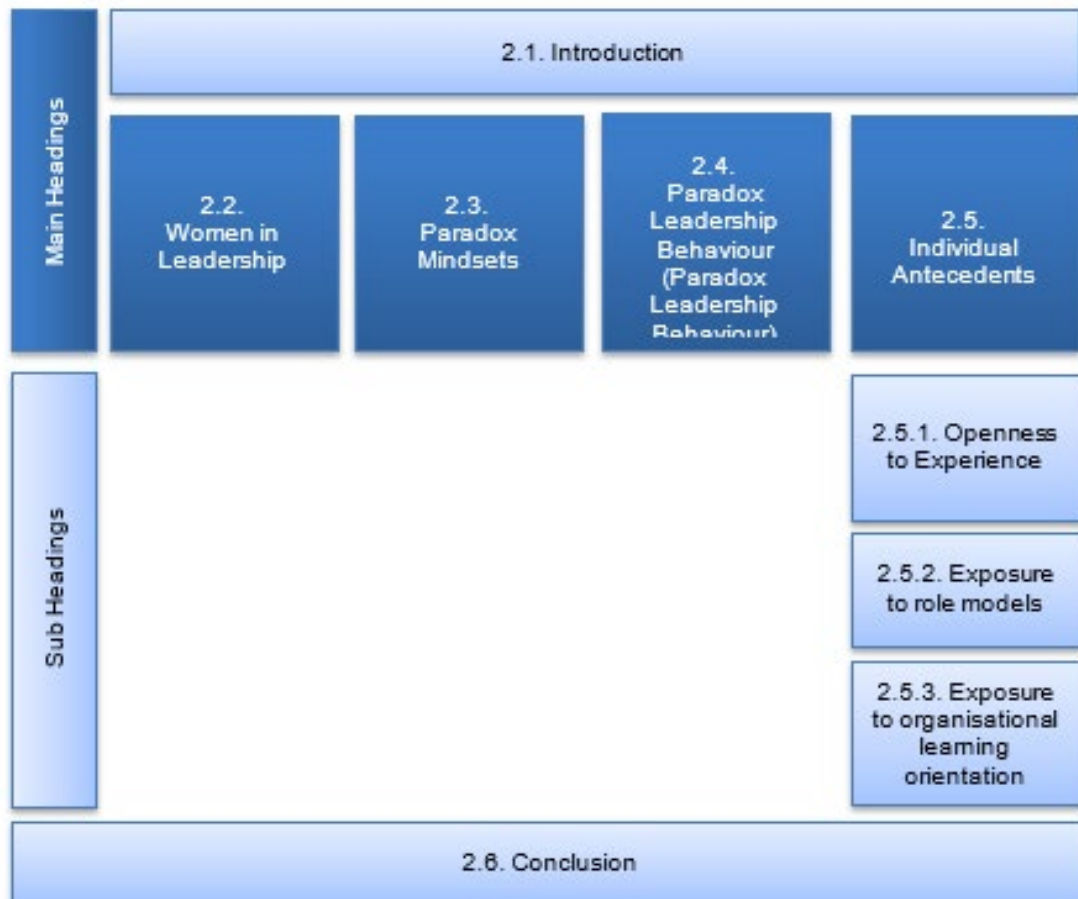 Main Headings
2.1. Introduction
2.2.
Women in
Leadership
2.3.
Paradox
Mindsets
2.4.
Paradox
Leadership
Behaviour
(Paradox
Leadership
Behaviour)
2.5.
Individual
Antecedents
Sub Headings
2.5.1. Openness
to Experience
2.5.2. Exposure
to role models
2.5.3. Exposure
to organisational
learning
orientation
2.6. Conclusion